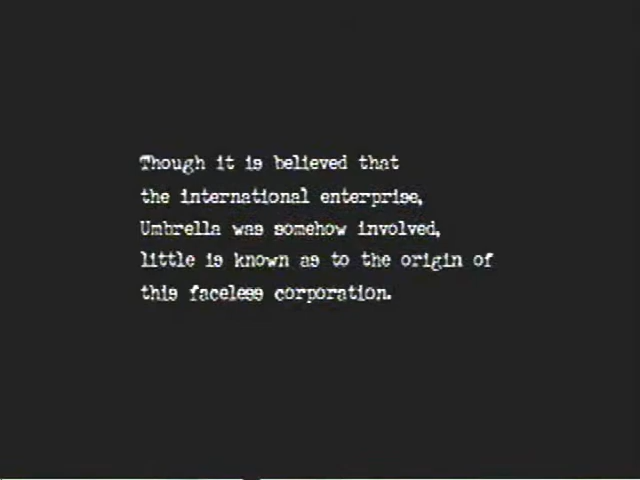 Though it is believed that
the international enterprise,
Umbrella was somehow involved,
little is known as to the origin of
this faceless corporation.